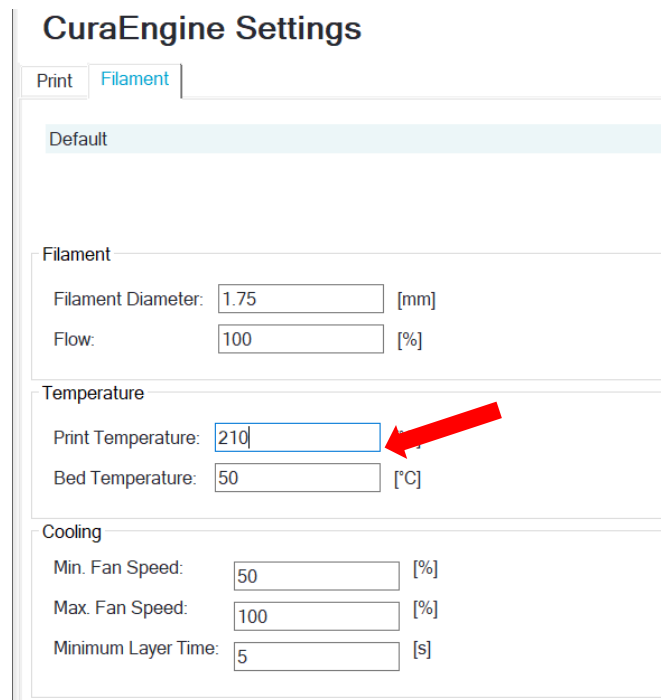 CuraEngine Settings
Print Filament
Default
Filament
Filament Diameter: 1.75 [mm]
Flow: 100 [%]
Temperature
Print Temperature: 210
Bed Temperature: 50 [°C]
Cooling
Min. Fan Speed: 50 [%]
Max. Fan Speed: 100 [%]
Minimum Layer Time: 5 [s]